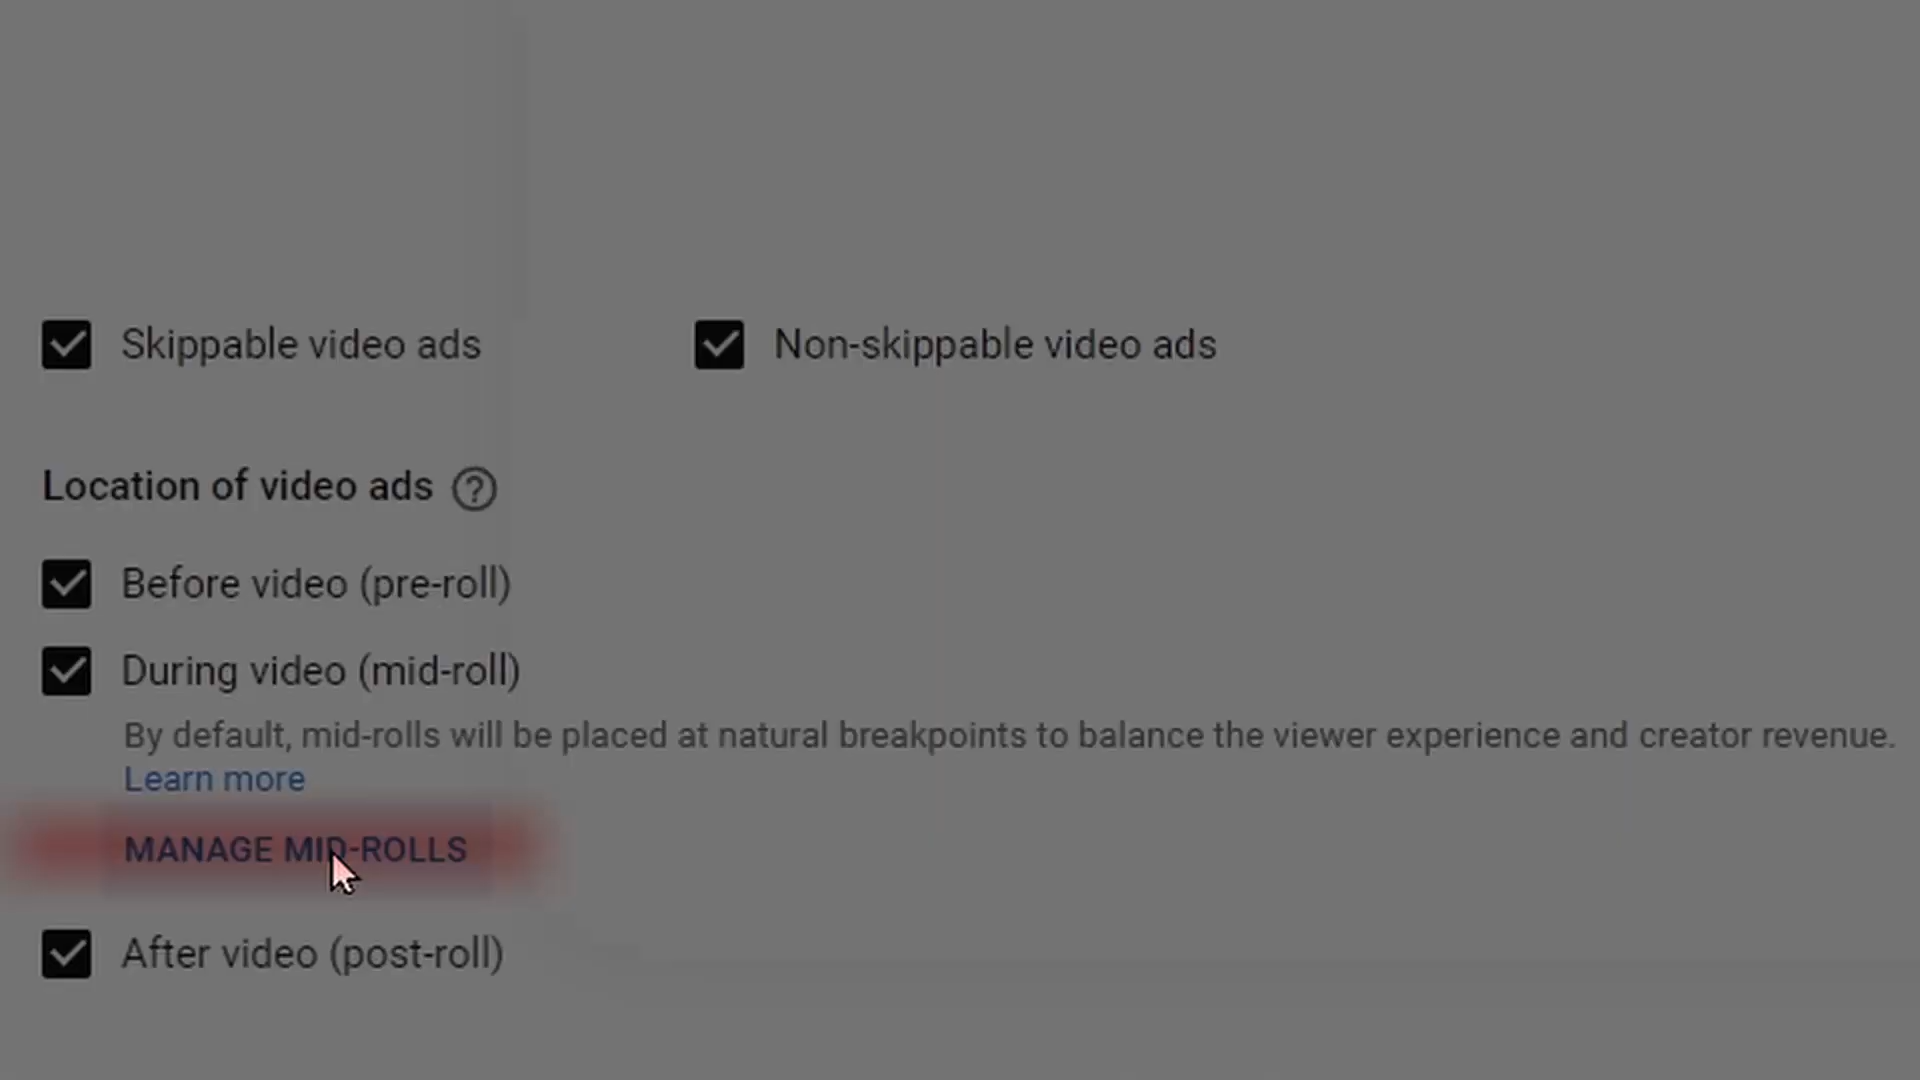 Skippable video ads
Non-skippable video ads
Location of video ads ?
Before video (pre-roll)
During video (mid-roll)
By default, mid-rolls will be placed at natural breakpoints to balance the viewer experience and creator revenue.
Learn more
MANAGE MID-ROLLS
After video (post-roll)